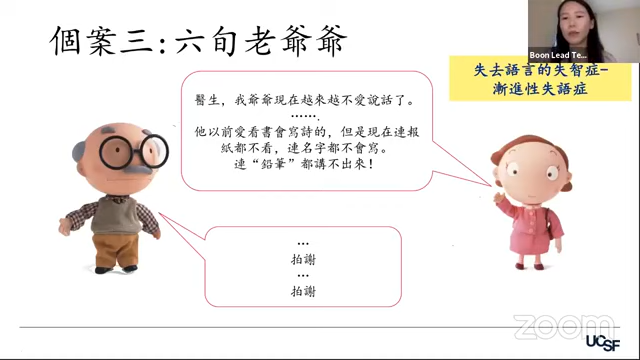 個案三:六旬老爺爺
Boon Lead Te...
失去語言的失智症-
漸進性失語症
醫生，我爺爺現在越來越不愛說話了。
…….
他以前愛看書會寫詩的，但是現在連報
紙都不看，連名字都不會寫。
連“鉛筆”都講不出來！
…
拍謝
…
拍謝
zoom
UCSF